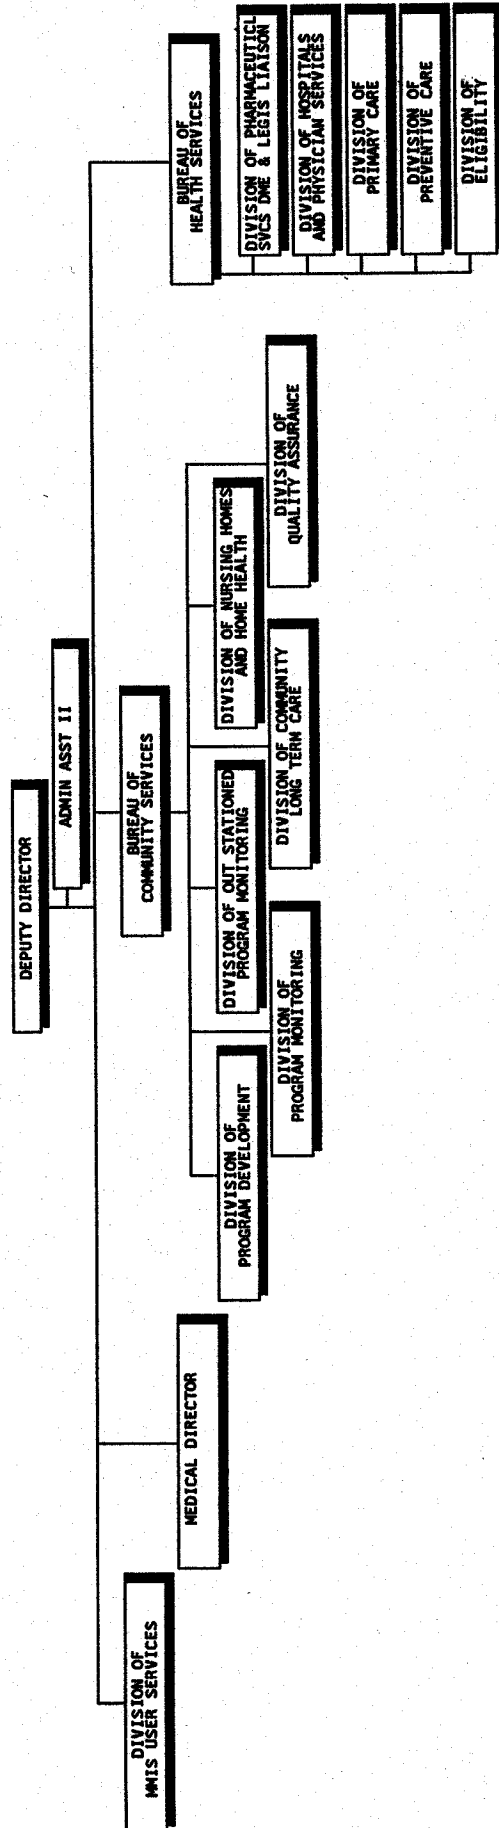 DEPUTY DIRECTOR
ADMIN ASST II
DIVISION OF
MMIS USER SERVICES
MEDICAL DIRECTOR
BUREAU OF
COMMUNITY SERVICES
BUREAU OF
HEALTH SERVICES
DIVISION OF
PROGRAM DEVELOPMENT
DIVISION OF
PROGRAM MONITORING
DIVISION OF OUT STATIONED
PROGRAM MONITORING
DIVISION OF COMMUNITY
LONG TERM CARE
DIVISION OF NURSING HOMES
AND HOME HEALTH
DIVISION OF
QUALITY ASSURANCE
DIVISION OF PHARMACEUTICL
SVCS DME & LEGIS LIAISON
DIVISION OF HOSPITALS
AND PHYSICIAN SERVICES
DIVISION OF
PRIMARY CARE
DIVISION OF
PREVENTIVE CARE
DIVISION OF
ELIGIBILITY